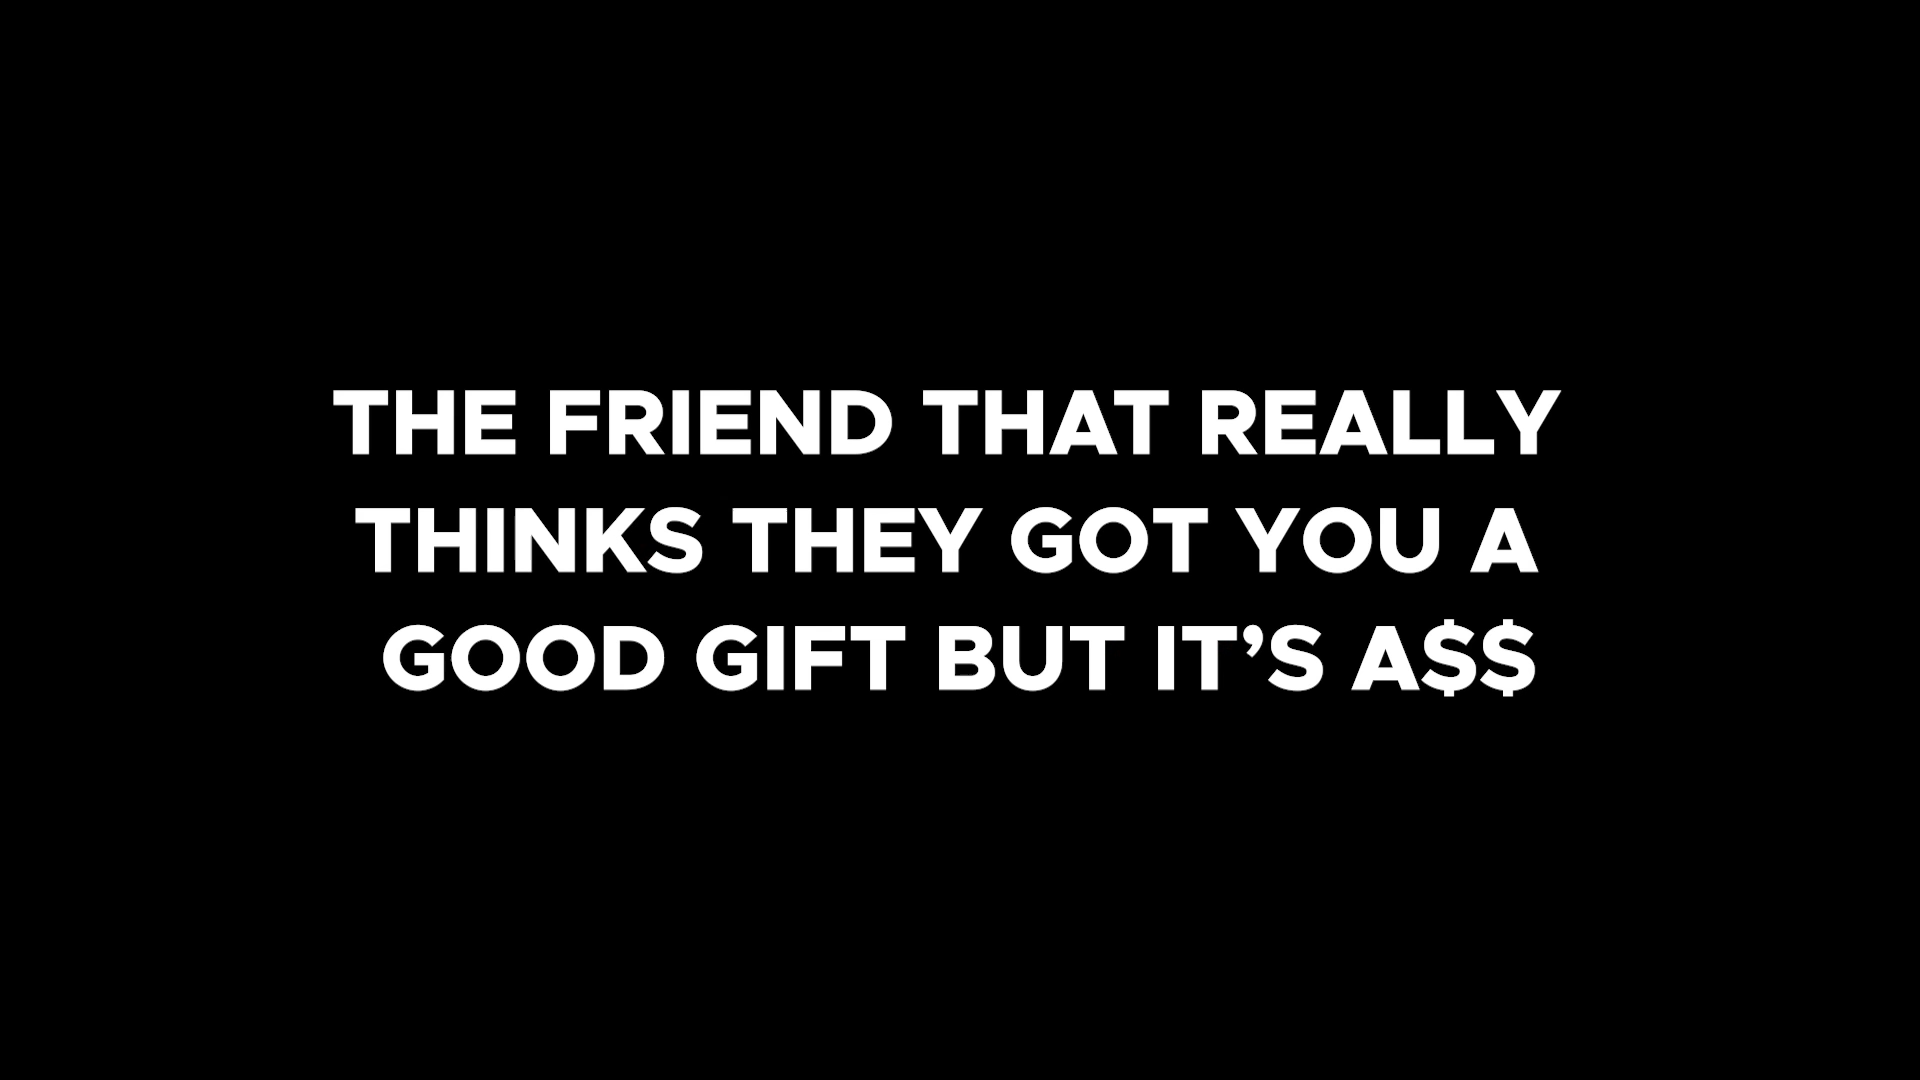 THE FRIEND THAT REALLY
THINKS THEY GOT YOU A
GOOD GIFT BUT IT’S A$$